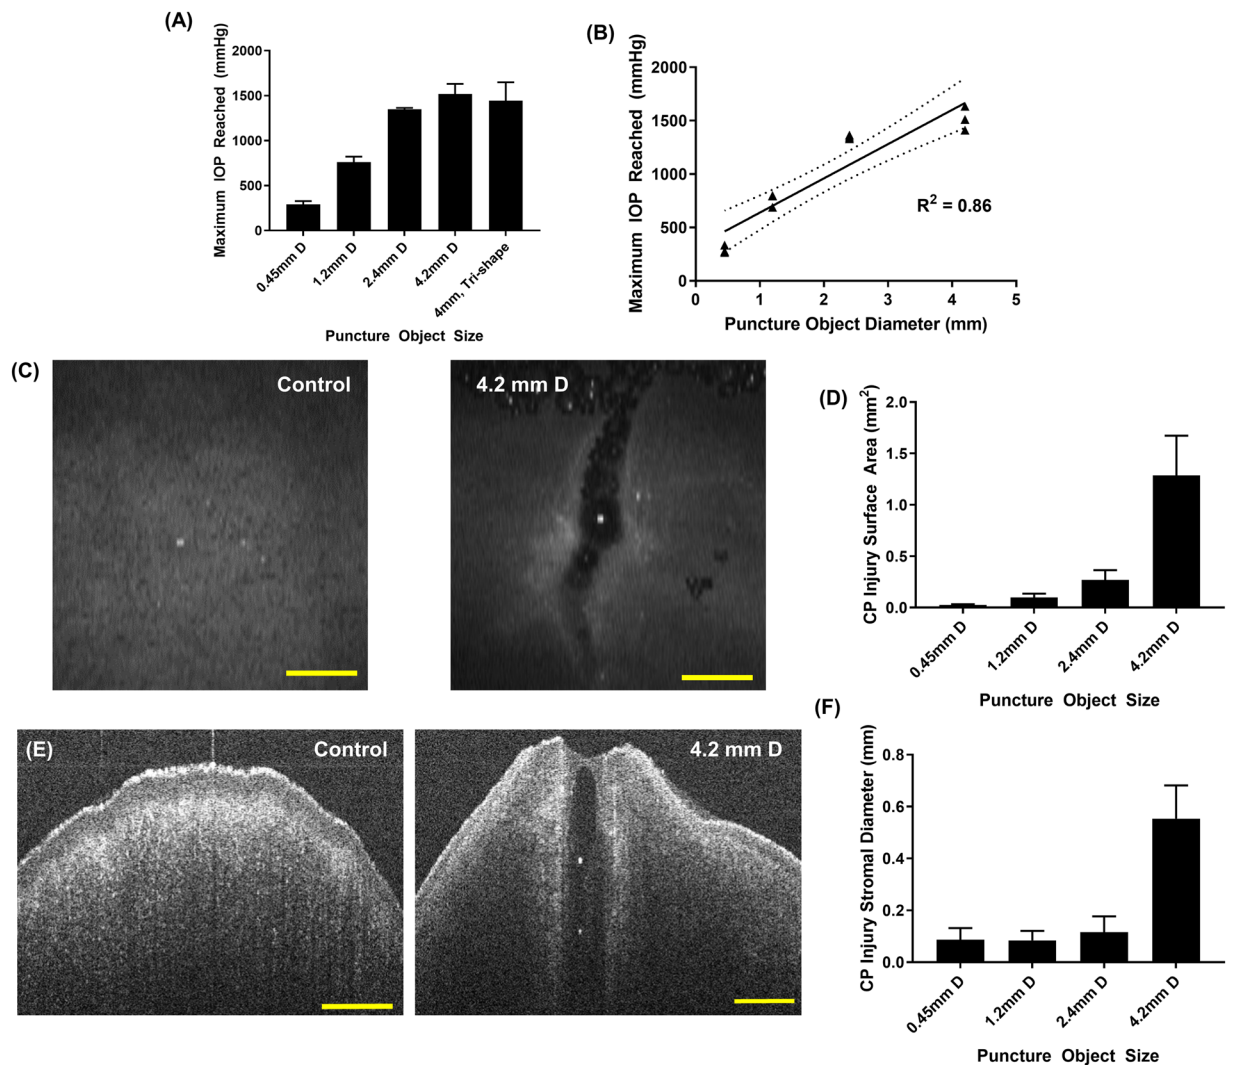 (A)
Maximum IOP Reached (mmHg)
2000
1500
1000
500
0
0.45mm D
1.2mm D
2.4mm D
4.2mm D
4mm, Tri-shape
Puncture Object Size
(B)
Maximum IOP Reached (mmHg)
2000
1500
1000
500
0
R² = 0.86
0 1 2 3 4 5
Puncture Object Diameter (mm)
(C)
Control
4.2 mm D
(D)
CP Injury Surface Area (mm²)
2.0
1.5
1.0
0.5
0.0
0.45mm D
1.2mm D
2.4mm D
4.2mm D
Puncture Object Size
(E)
Control
4.2 mm D
(F)
CP Injury Stromal Diameter (mm)
0.8
0.6
0.4
0.2
0.0
0.45mm D
1.2mm D
2.4mm D
4.2mm D
Puncture Object Size